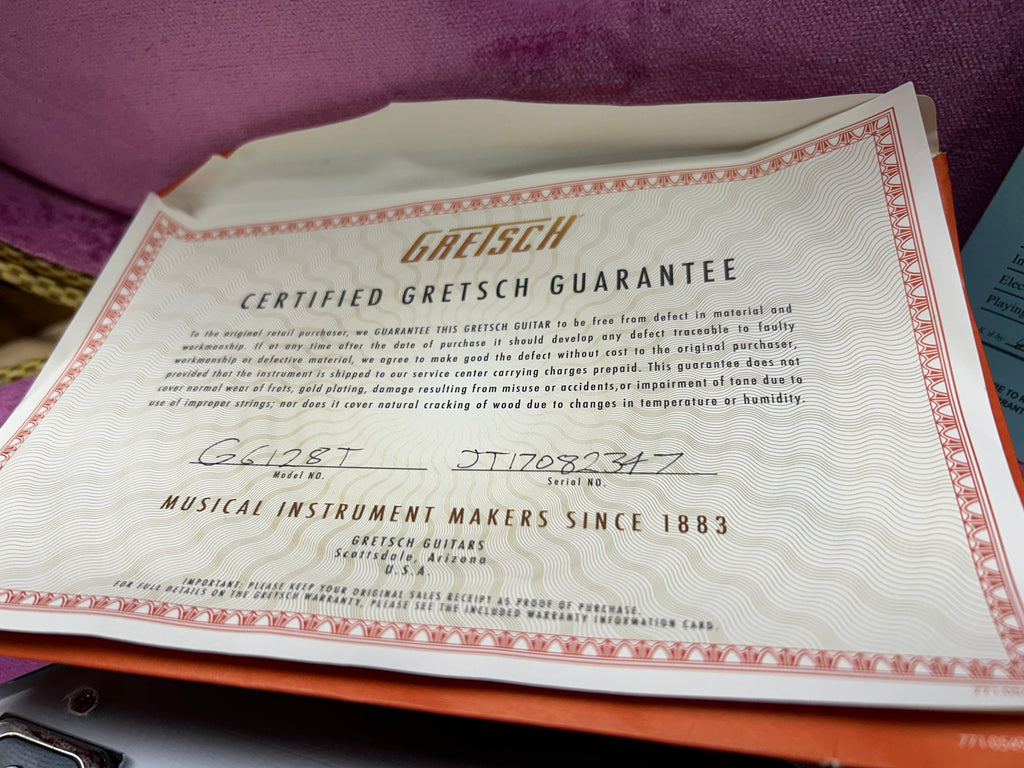 GRETSCH
CERTIFIED GRETSCH GUARANTEE
To the original retail purchaser, we GUARANTEE THIS GRETSCH GUITAR to be free from defect in material and
workmanship. If at any time after the date of purchase it should develop any defect traceable to faulty
workmanship or defective material, we agree to make good the defect without cost to the original purchaser,
provided that the instrument is shipped to our service center carrying charges prepaid. This guarantee does not
cover normal wear of frets, gold plating, damage resulting from misuse or accidents, or impairment of tone due to
use of improper strings; nor does it cover natural cracking of wood due to changes in temperature or humidity.
G6128T JT17082347
Model NO. Serial NO.
MUSICAL INSTRUMENT MAKERS SINCE 1883
GRETSCH GUITARS
Scottsdale, Arizona
U.S.A
IMPORTANT: PLEASE KEEP YOUR ORIGINAL SALES RECEIPT AS PROOF OF PURCHASE.
FOR FULL DETAILS ON THE GRETSCH WARRANTY, PLEASE SEE THE INCLUDED WARRANTY INFORMATION CARD.
In
Elec
Playing